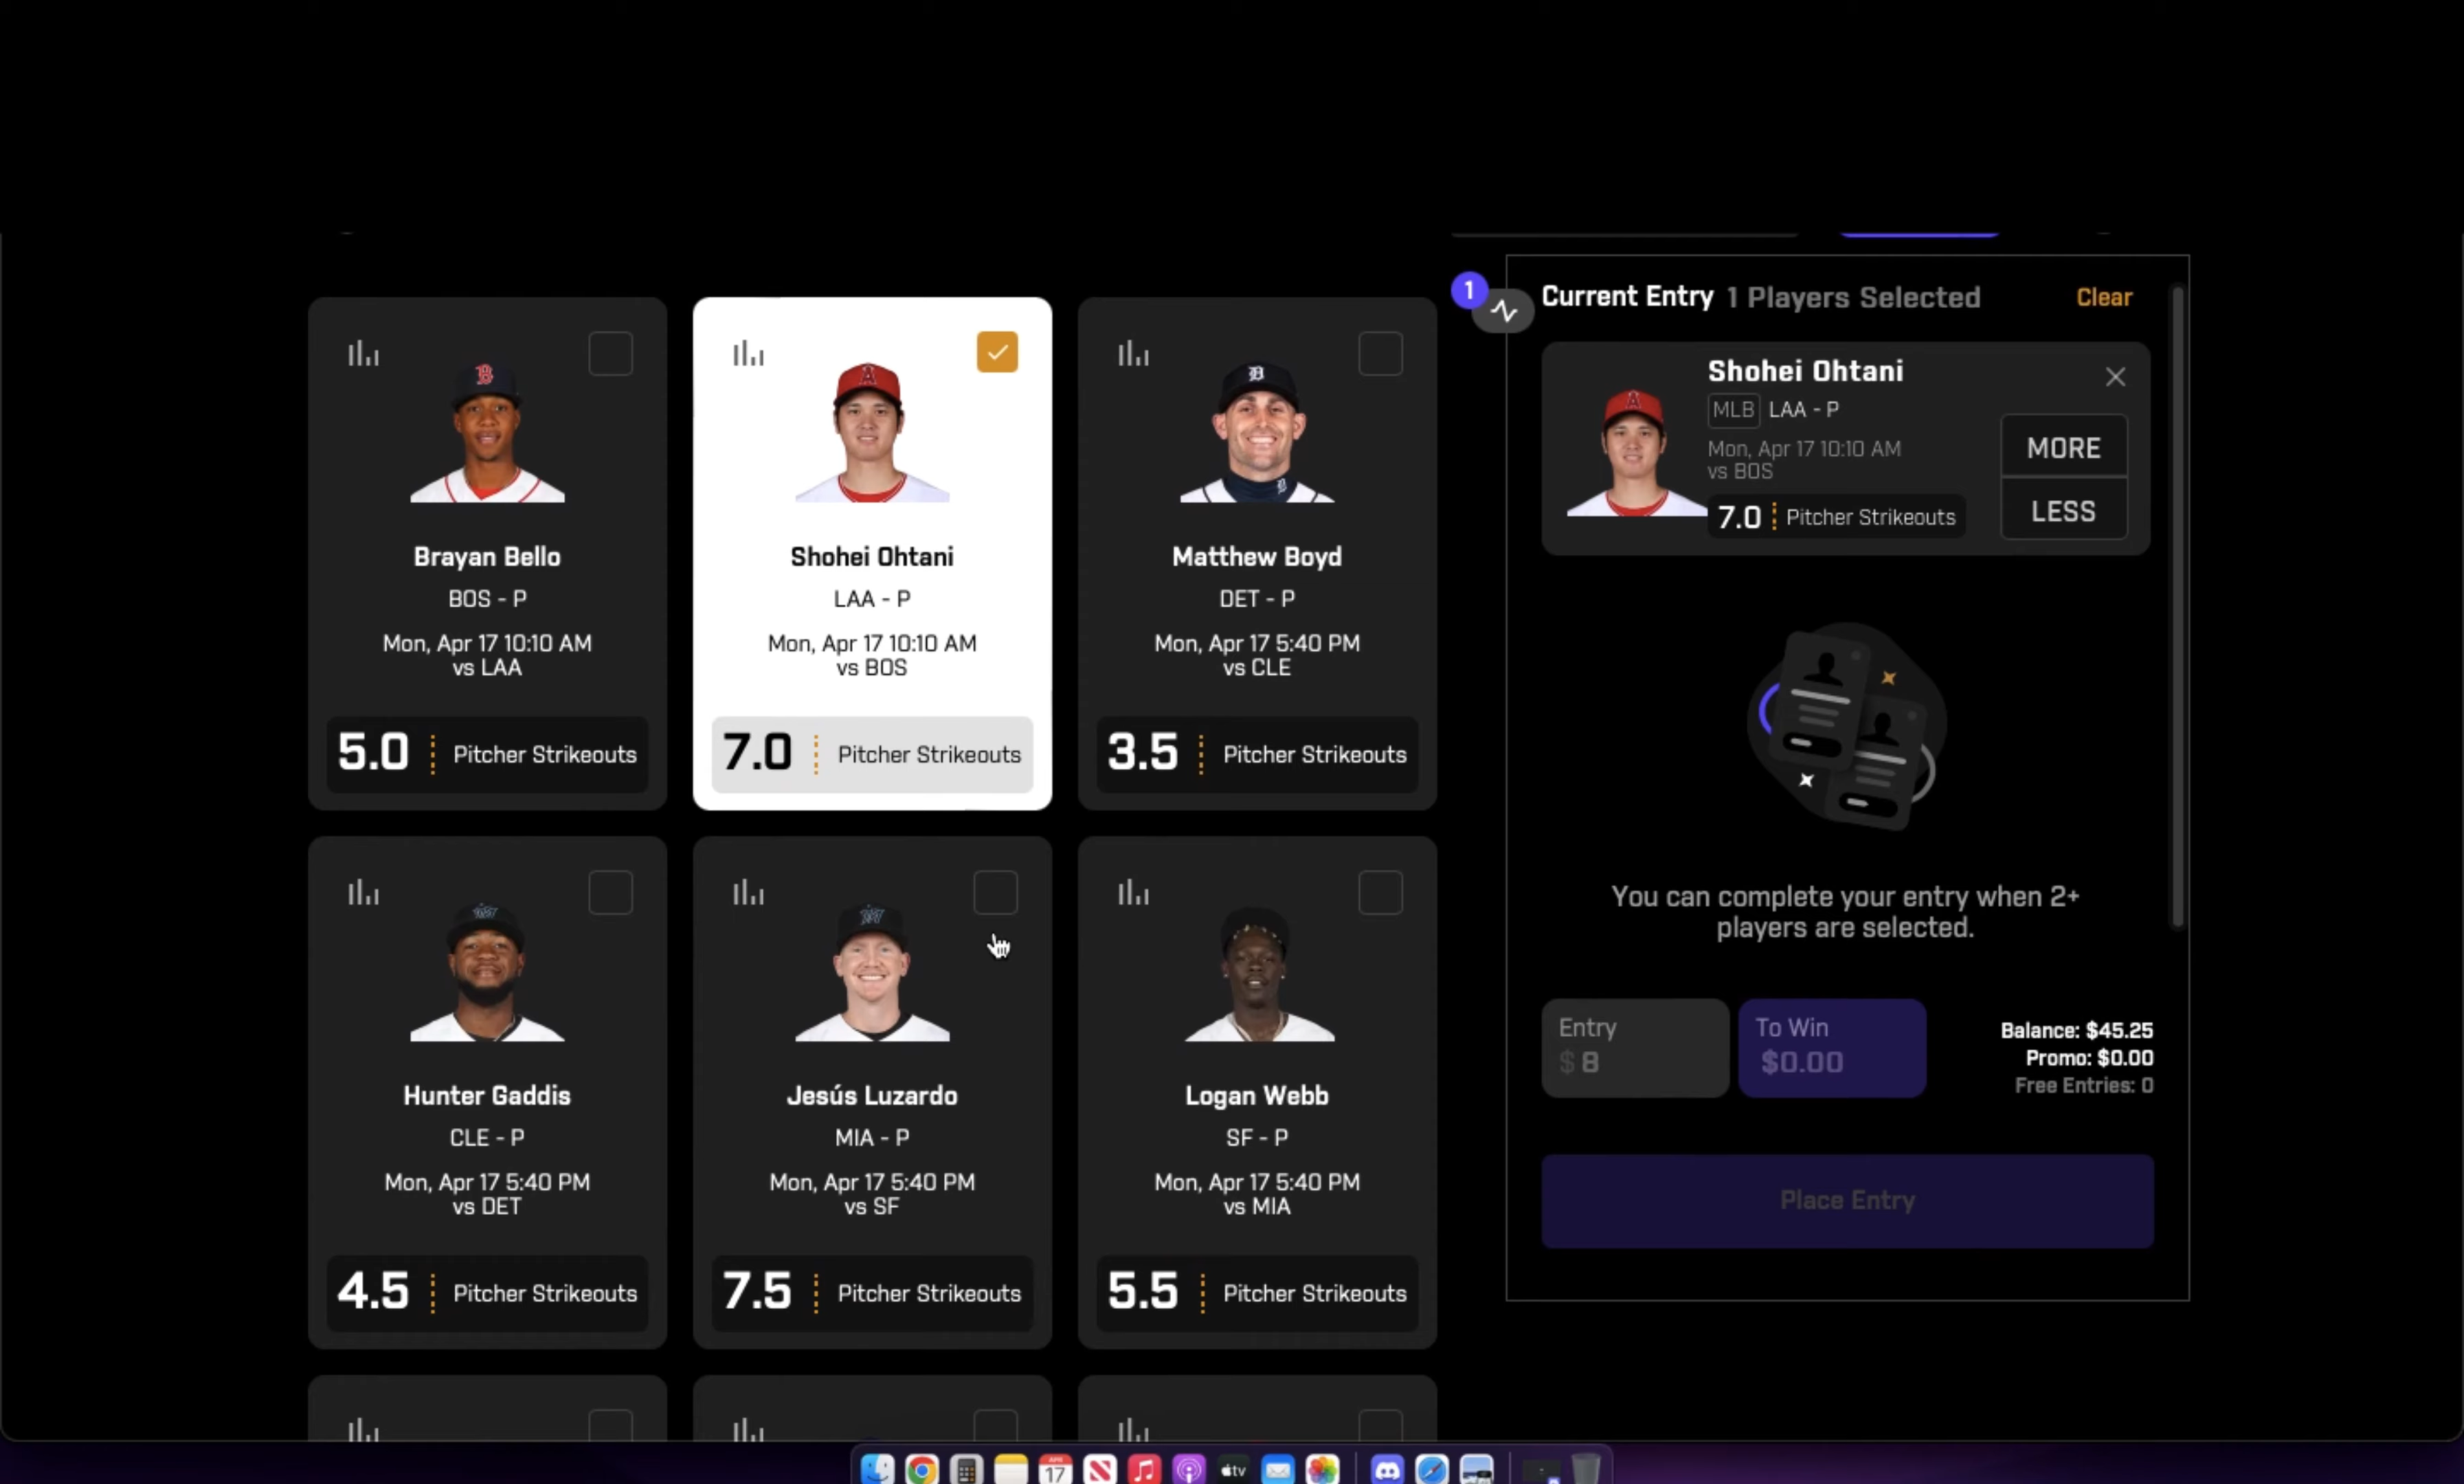 Brayan Bello
BOS - P
Mon, Apr 17 10:10 AM
vs LAA
5.0 Pitcher Strikeouts
Shohei Ohtani
LAA - P
Mon, Apr 17 10:10 AM
vs BOS
7.0 Pitcher Strikeouts
Matthew Boyd
DET - P
Mon, Apr 17 5:40 PM
vs CLE
3.5 Pitcher Strikeouts
Hunter Gaddis
CLE - P
Mon, Apr 17 5:40 PM
vs DET
4.5 Pitcher Strikeouts
Jesús Luzardo
MIA - P
Mon, Apr 17 5:40 PM
vs SF
7.5 Pitcher Strikeouts
Logan Webb
SF - P
Mon, Apr 17 5:40 PM
vs MIA
5.5 Pitcher Strikeouts
1
Current Entry 1 Players Selected Clear
Shohei Ohtani
MLB LAA - P
Mon, Apr 17 10:10 AM
vs BOS
7.0 Pitcher Strikeouts
MORE
LESS
You can complete your entry when 2+
players are selected.
Entry
$ 8
To Win
$0.00
Balance: $45.25
Promo: $0.00
Free Entries: 0
Place Entry
APR
17
tv